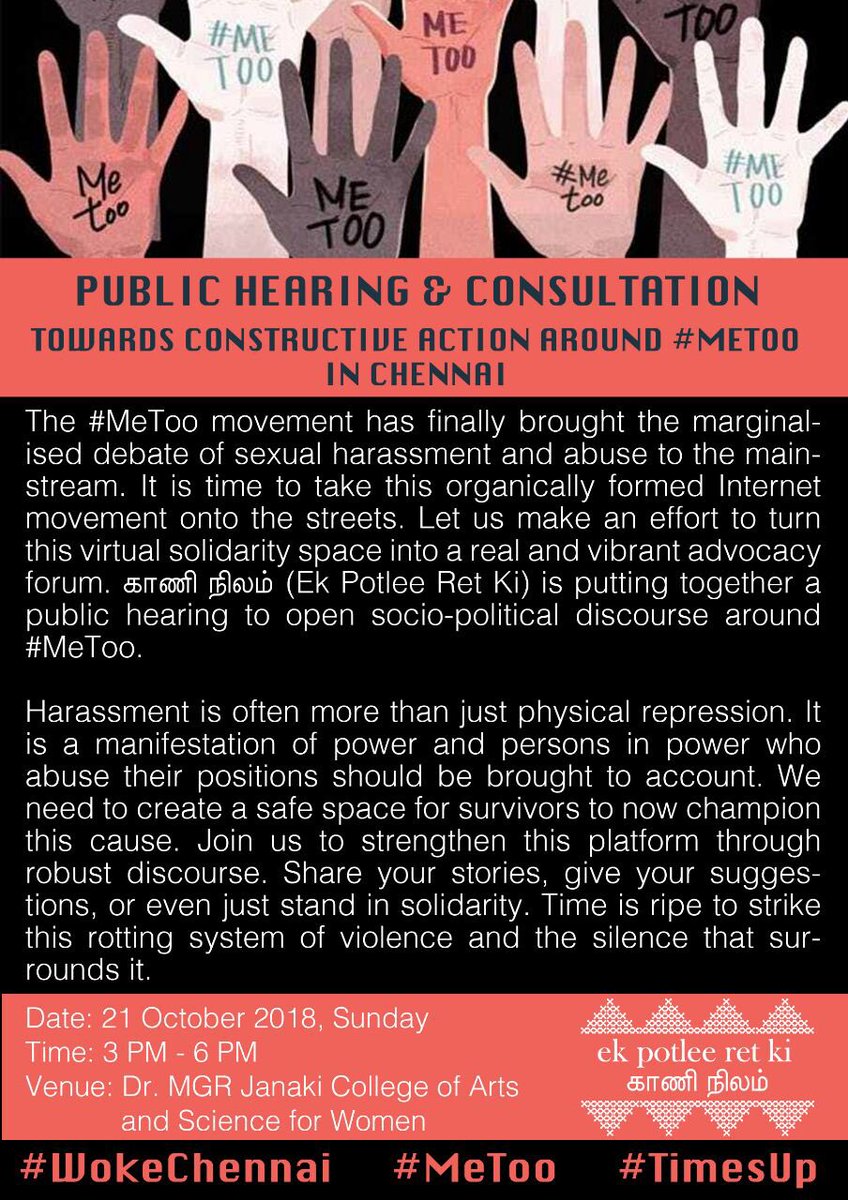 #ME
TOO
ME
TOO
TOO
Me
too
ME
TOO
#Me
too
#ME
TOO
PUBLIC HEARING & CONSULTATION
TOWARDS CONSTRUCTIVE ACTION AROUND #METOO
IN CHENNAI
The #MeToo movement has finally brought the marginal-
ised debate of sexual harassment and abuse to the main-
stream. It is time to take this organically formed Internet
movement onto the streets. Let us make an effort to turn
this virtual solidarity space into a real and vibrant advocacy
forum. காணி நிலம் (Ek Potlee Ret Ki) is putting together a
public hearing to open socio-political discourse around
#MeToo.
Harassment is often more than just physical repression. It
is a manifestation of power and persons in power who
abuse their positions should be brought to account. We
need to create a safe space for survivors to now champion
this cause. Join us to strengthen this platform through
robust discourse. Share your stories, give your sugges-
tions, or even just stand in solidarity. Time is ripe to strike
this rotting system of violence and the silence that sur-
rounds it.
Date: 21 October 2018, Sunday
Time: 3 PM - 6 PM
Venue: Dr. MGR Janaki College of Arts
and Science for Women
ek potlee ret ki
காணி நிலம்
#WokeChennai #MeToo #TimesUp